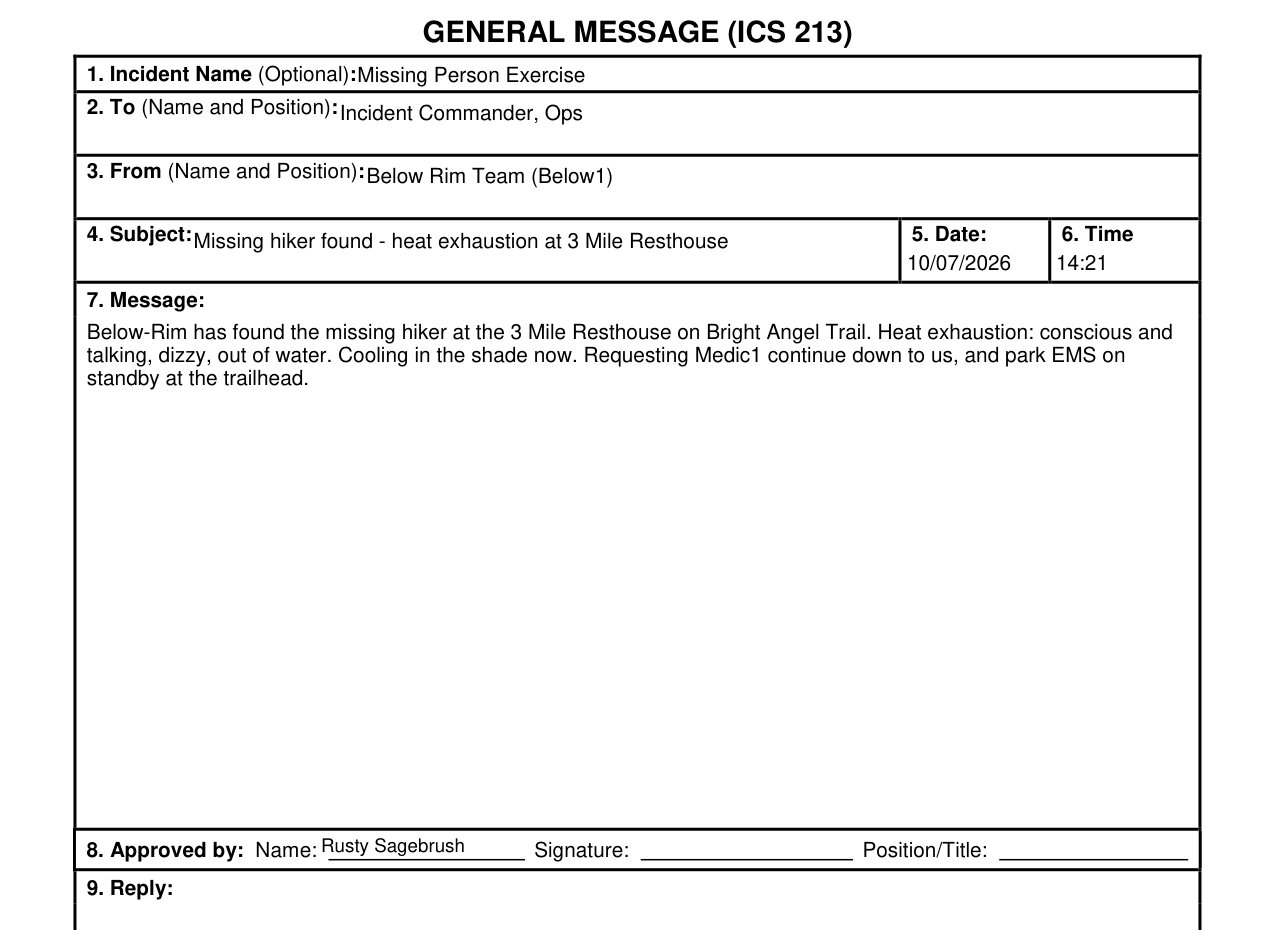 GENERAL MESSAGE (ICS 213)
1. Incident Name (Optional): Missing Person Exercise
2. To (Name and Position): Incident Commander, Ops
3. From (Name and Position): Below Rim Team (Below1)
4. Subject: Missing hiker found - heat exhaustion at 3 Mile Resthouse
5. Date:
10/07/2026
6. Time
14:21
7. Message:
Below-Rim has found the missing hiker at the 3 Mile Resthouse on Bright Angel Trail. Heat exhaustion: conscious and
talking, dizzy, out of water. Cooling in the shade now. Requesting Medic1 continue down to us, and park EMS on
standby at the trailhead.
8. Approved by: Name: Rusty Sagebrush Signature: Position/Title:
9. Reply: